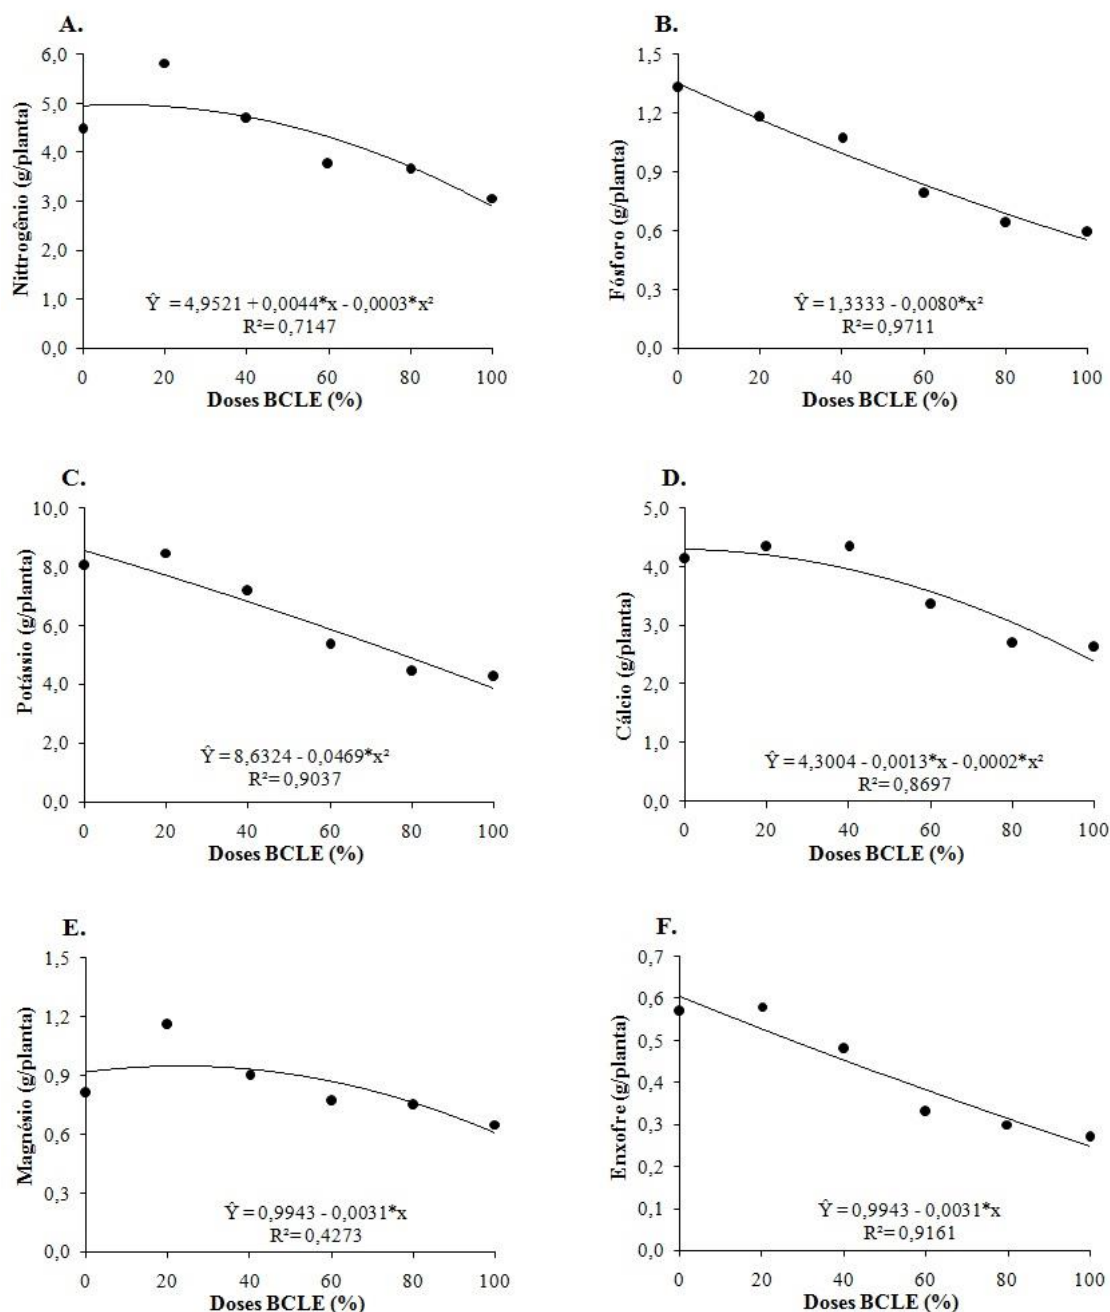 A.
Nittrogênio (g/planta)
6,0
5,0
4,0
3,0
2,0
1,0
0,0
Ŷ = 4,9521 + 0,0044*x - 0,0003*x²
R²= 0,7147
0 20 40 60 80 100
Doses BCLE (%)
B.
Fósforo (g/planta)
1,5
1,2
0,9
0,6
0,3
0,0
Ŷ = 1,3333 - 0,0080*x²
R²= 0,9711
0 20 40 60 80 100
Doses BCLE (%)
C.
Potássio (g/planta)
10,0
8,0
6,0
4,0
2,0
0,0
Ŷ = 8,6324 - 0,0469*x²
R²= 0,9037
0 20 40 60 80 100
Doses BCLE (%)
D.
Cálcio (g/planta)
5,0
4,0
3,0
2,0
1,0
0,0
Ŷ = 4,3004 - 0,0013*x - 0,0002*x²
R²= 0,8697
0 20 40 60 80 100
Doses BCLE (%)
E.
Magnésio (g/planta)
1,5
1,2
0,9
0,6
0,3
0,0
Ŷ = 0,9943 - 0,0031*x
R²= 0,4273
0 20 40 60 80 100
Doses BCLE (%)
F.
Enxofre (g/planta)
0,7
0,6
0,5
0,4
0,3
0,2
0,1
0,0
Ŷ = 0,9943 - 0,0031*x
R²= 0,9161
0 20 40 60 80 100
Doses BCLE (%)